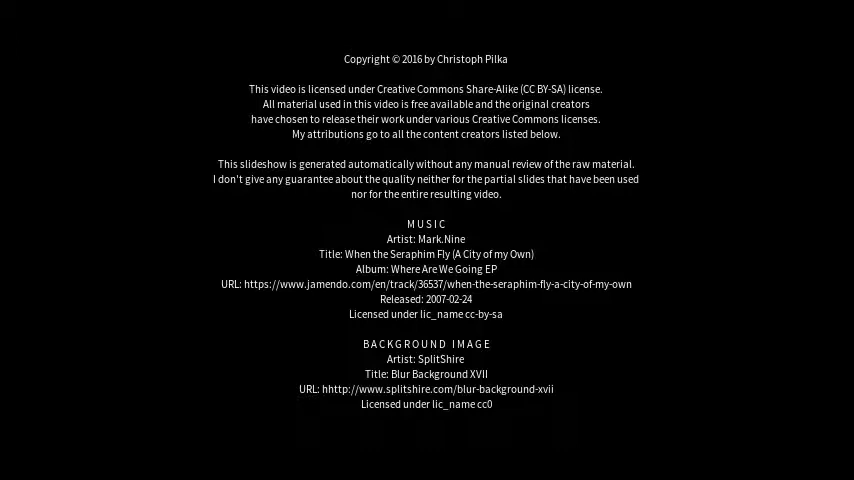 Copyright © 2016 by Christoph Pilka
This video is licensed under Creative Commons Share-Alike (CC BY-SA) license.
All material used in this video is free available and the original creators
have chosen to release their work under various Creative Commons licenses.
My attributions go to all the content creators listed below.
This slideshow is generated automatically without any manual review of the raw material.
I don't give any guarantee about the quality neither for the partial slides that have been used
nor for the entire resulting video.
MUSIC
Artist: Mark.Nine
Title: When the Seraphim Fly (A City of my Own)
Album: Where Are We Going EP
URL: https://www.jamendo.com/en/track/36537/when-the-seraphim-fly-a-city-of-my-own
Released: 2007-02-24
Licensed under lic_name cc-by-sa
BACKGROUND IMAGE
Artist: SplitShire
Title: Blur Background XVII
URL: hhttp://www.splitshire.com/blur-background-xvii
Licensed under lic_name cc0